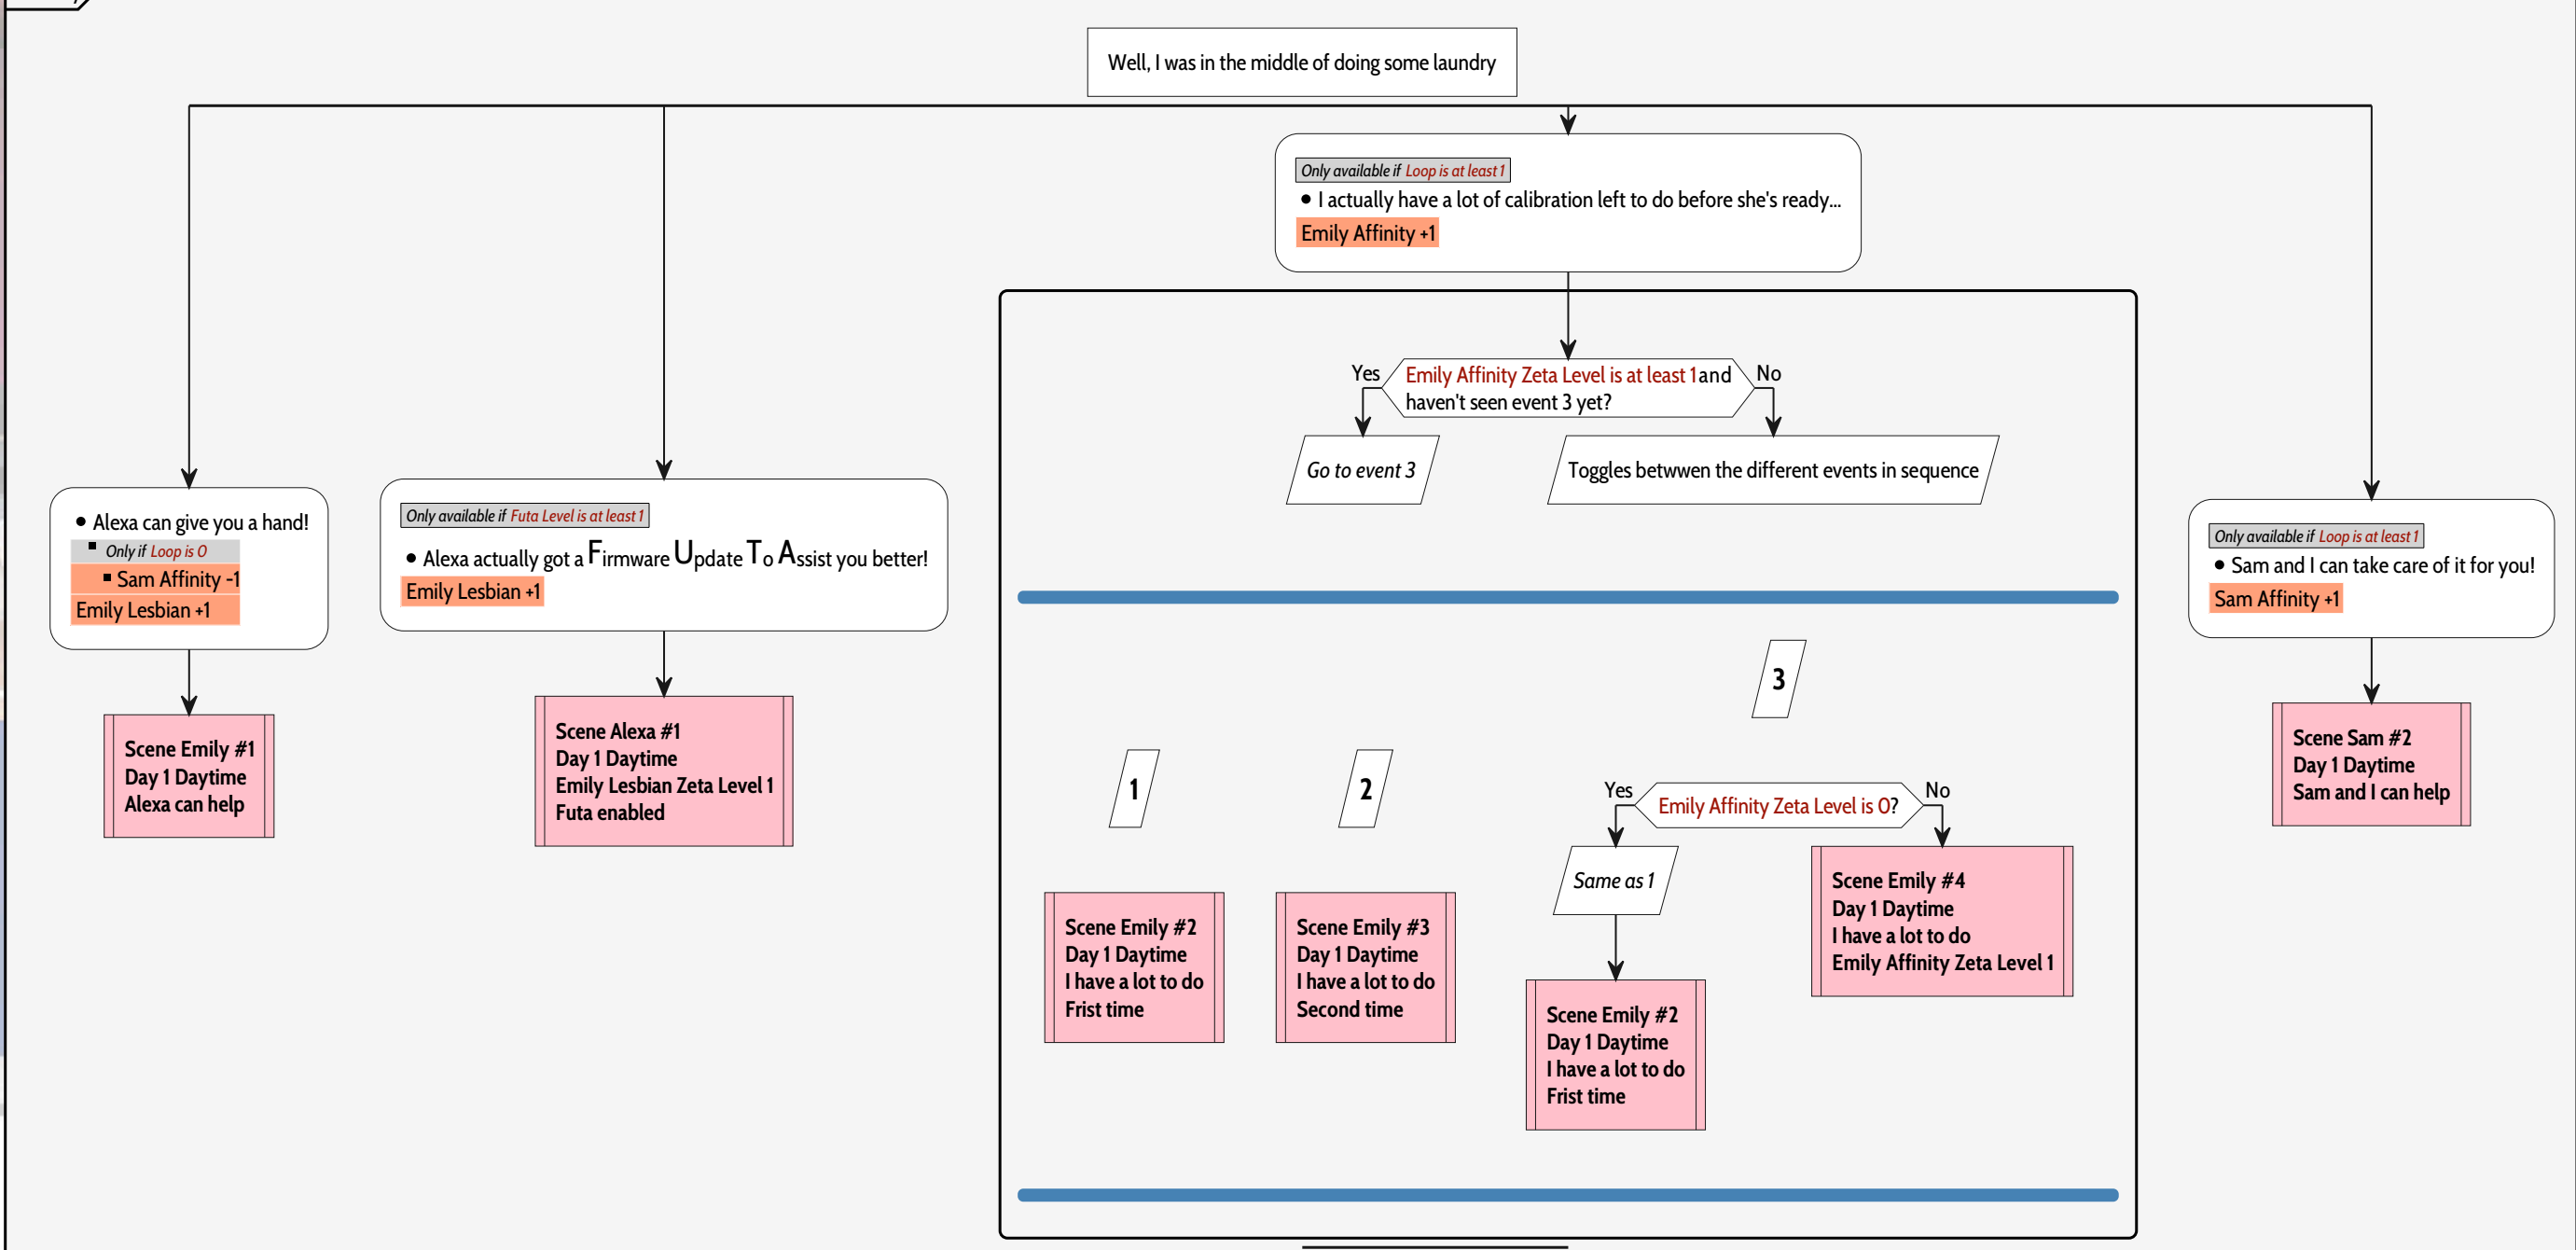 Well, I was in the middle of doing some laundry
Only available if Loop is at least 1
• I actually have a lot of calibration left to do before she's ready...
Emily Affinity +1
Yes
Emily Affinity Zeta Level is at least 1 and
haven't seen event 3 yet?
No
Go to event 3
Toggles betwwen the different events in sequence
• Alexa can give you a hand!
▪ Only if Loop is 0
▪ Sam Affinity -1
Emily Lesbian +1
Only available if Futa Level is at least 1
• Alexa actually got a Firmware Update To Assist you better!
Emily Lesbian +1
Only available if Loop is at least 1
• Sam and I can take care of it for you!
Sam Affinity +1
Scene Emily #1
Day 1 Daytime
Alexa can help
Scene Alexa #1
Day 1 Daytime
Emily Lesbian Zeta Level 1
Futa enabled
1
2
3
Yes
Emily Affinity Zeta Level is 0?
No
Same as 1
Scene Emily #2
Day 1 Daytime
I have a lot to do
Frist time
Scene Emily #3
Day 1 Daytime
I have a lot to do
Second time
Scene Emily #2
Day 1 Daytime
I have a lot to do
Frist time
Scene Emily #4
Day 1 Daytime
I have a lot to do
Emily Affinity Zeta Level 1
Scene Sam #2
Day 1 Daytime
Sam and I can help